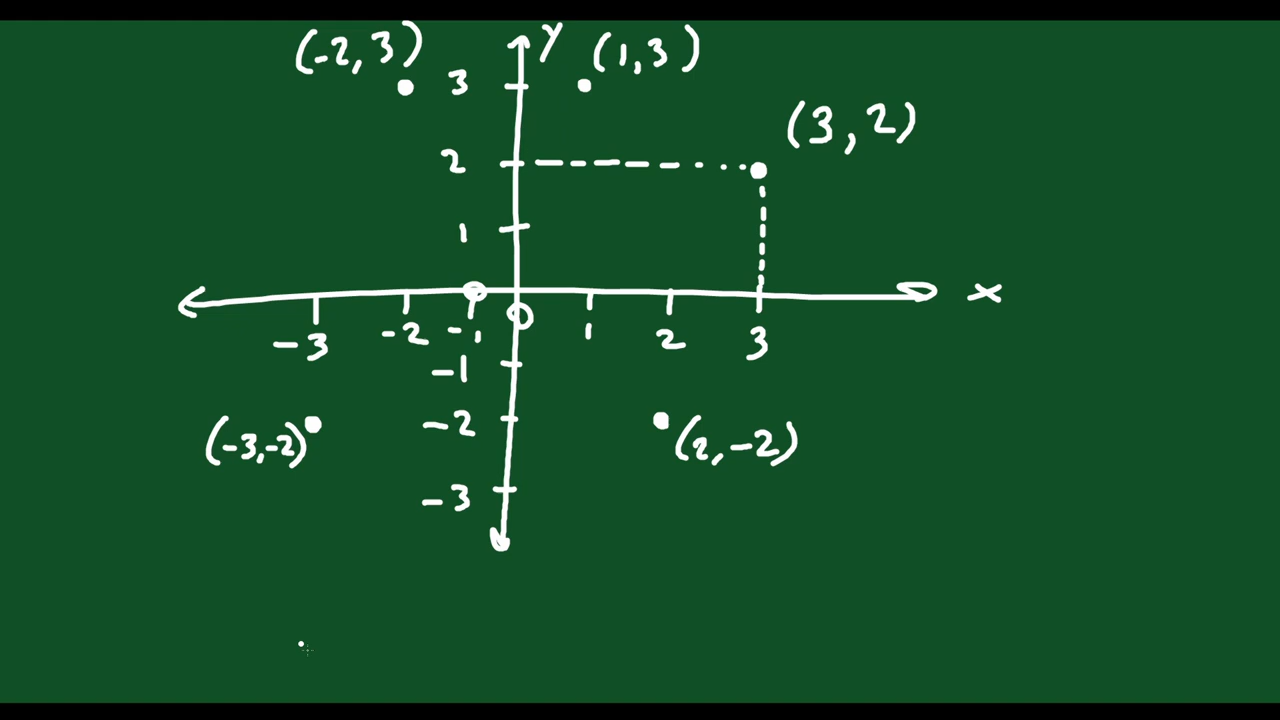 (-2,3) 3 Y (1,3)
(3,2)
2
1
x
-3 -2 -1 0 1 2 3
-1
(-3,-2) -2 (2,-2)
-3